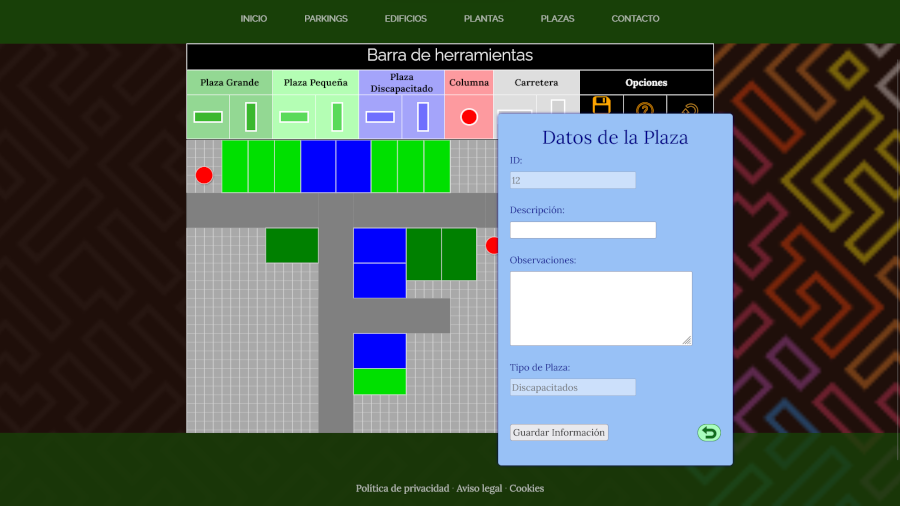 INICIO PARKINGS EDIFICIOS PLANTAS PLAZAS CONTACTO
Barra de herramientas
Plaza Grande Plaza Pequeña Plaza Discapacitado Columna Carretera Opciones
Datos de la Plaza
ID:
12
Descripción:
Observaciones:
Tipo de Plaza:
Discapacitados
Guardar Información
Política de privacidad · Aviso legal · Cookies